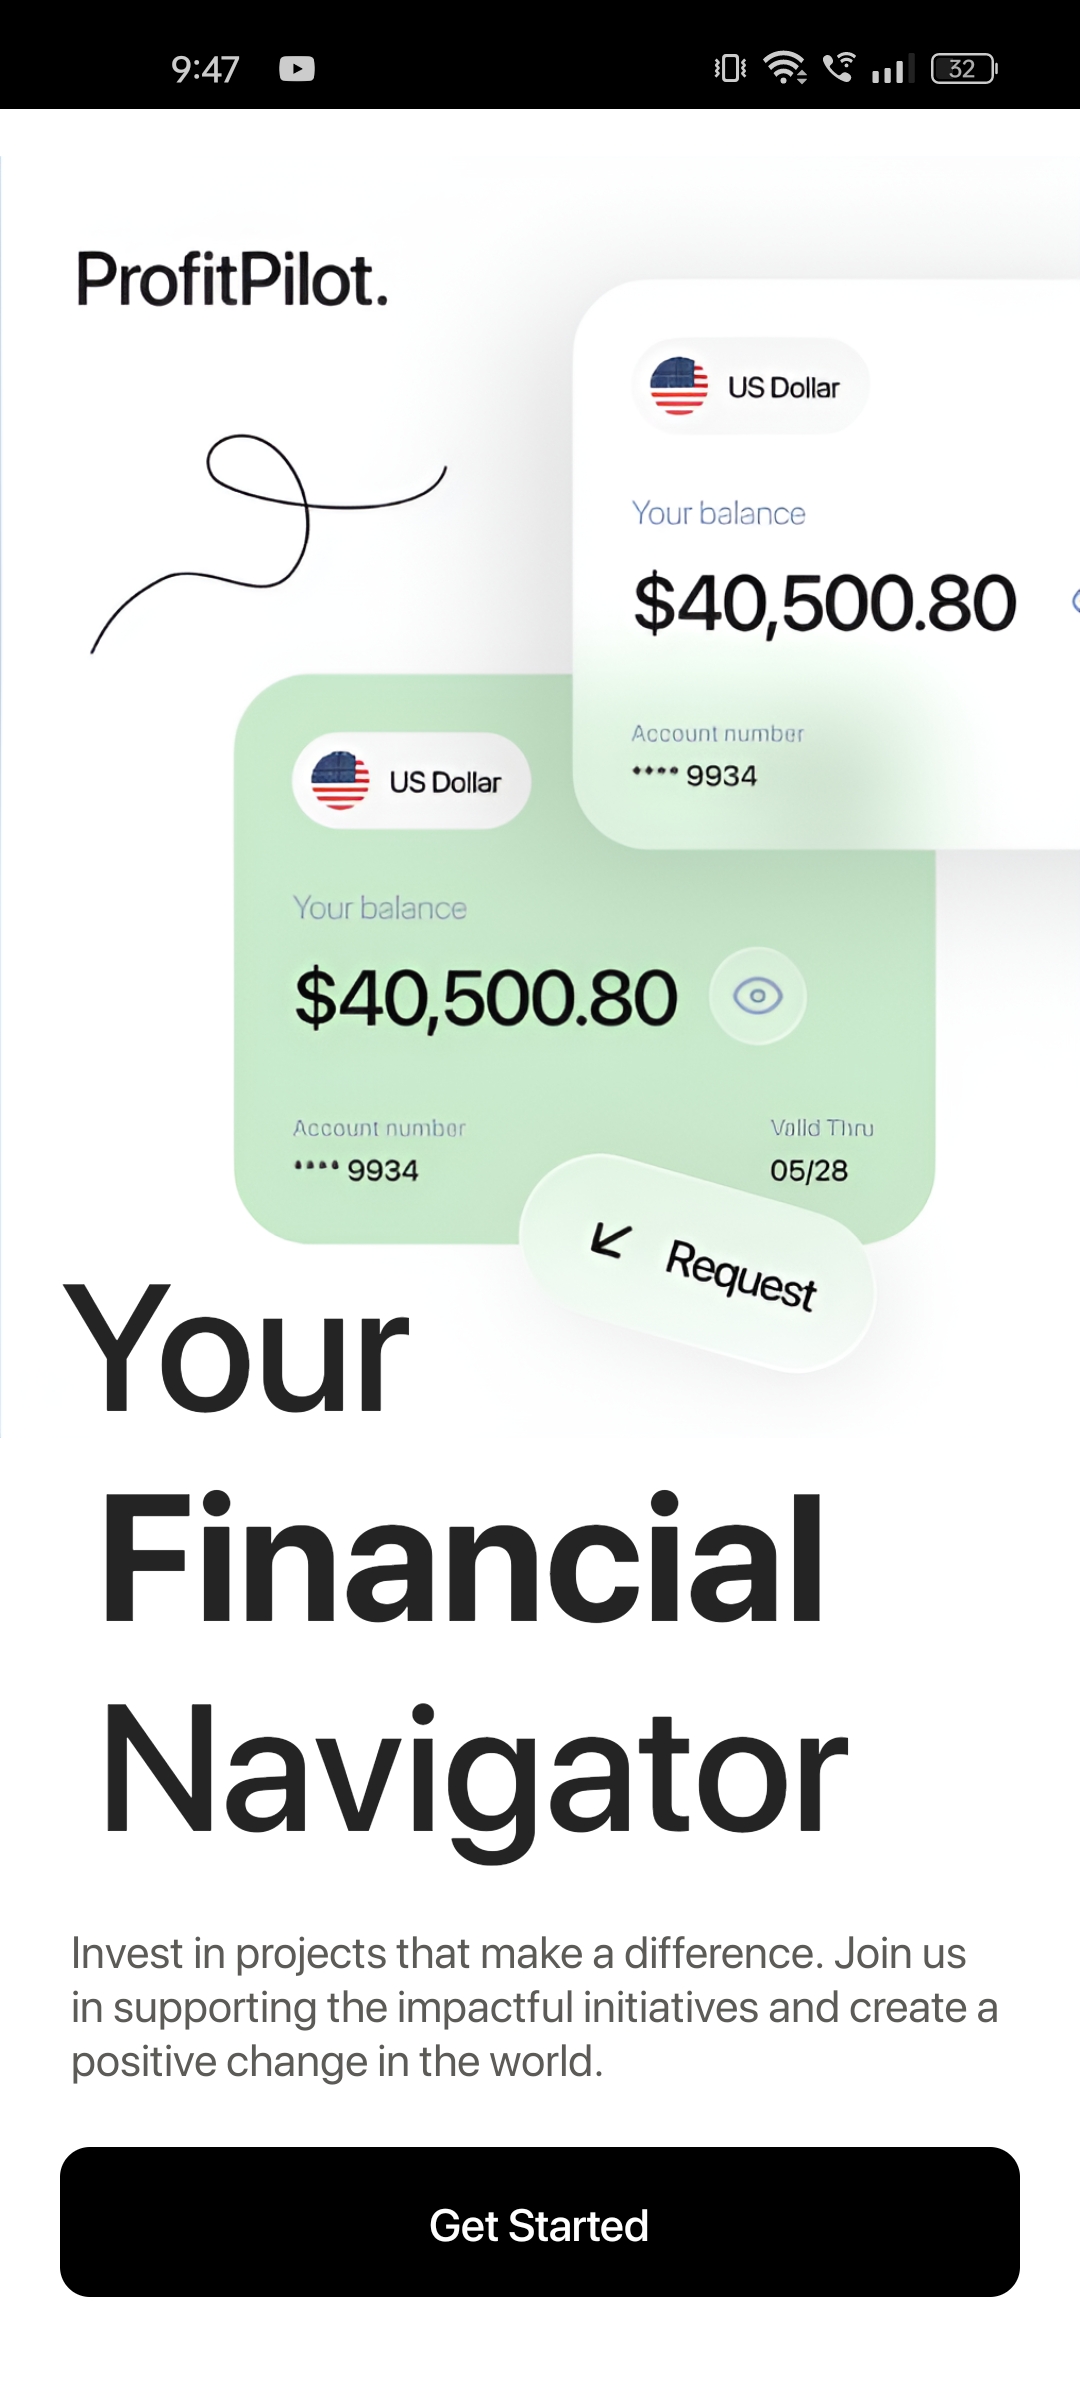 9:47
32
ProfitPilot.
US Dollar
Your balance
$40,500.80
Account number
**** 9934
US Dollar
Your balance
$40,500.80
Account number
Valid Thru
**** 9934
05/28
Request
Your
Financial
Navigator
Invest in projects that make a difference. Join us
in supporting the impactful initiatives and create a
positive change in the world.
Get Started